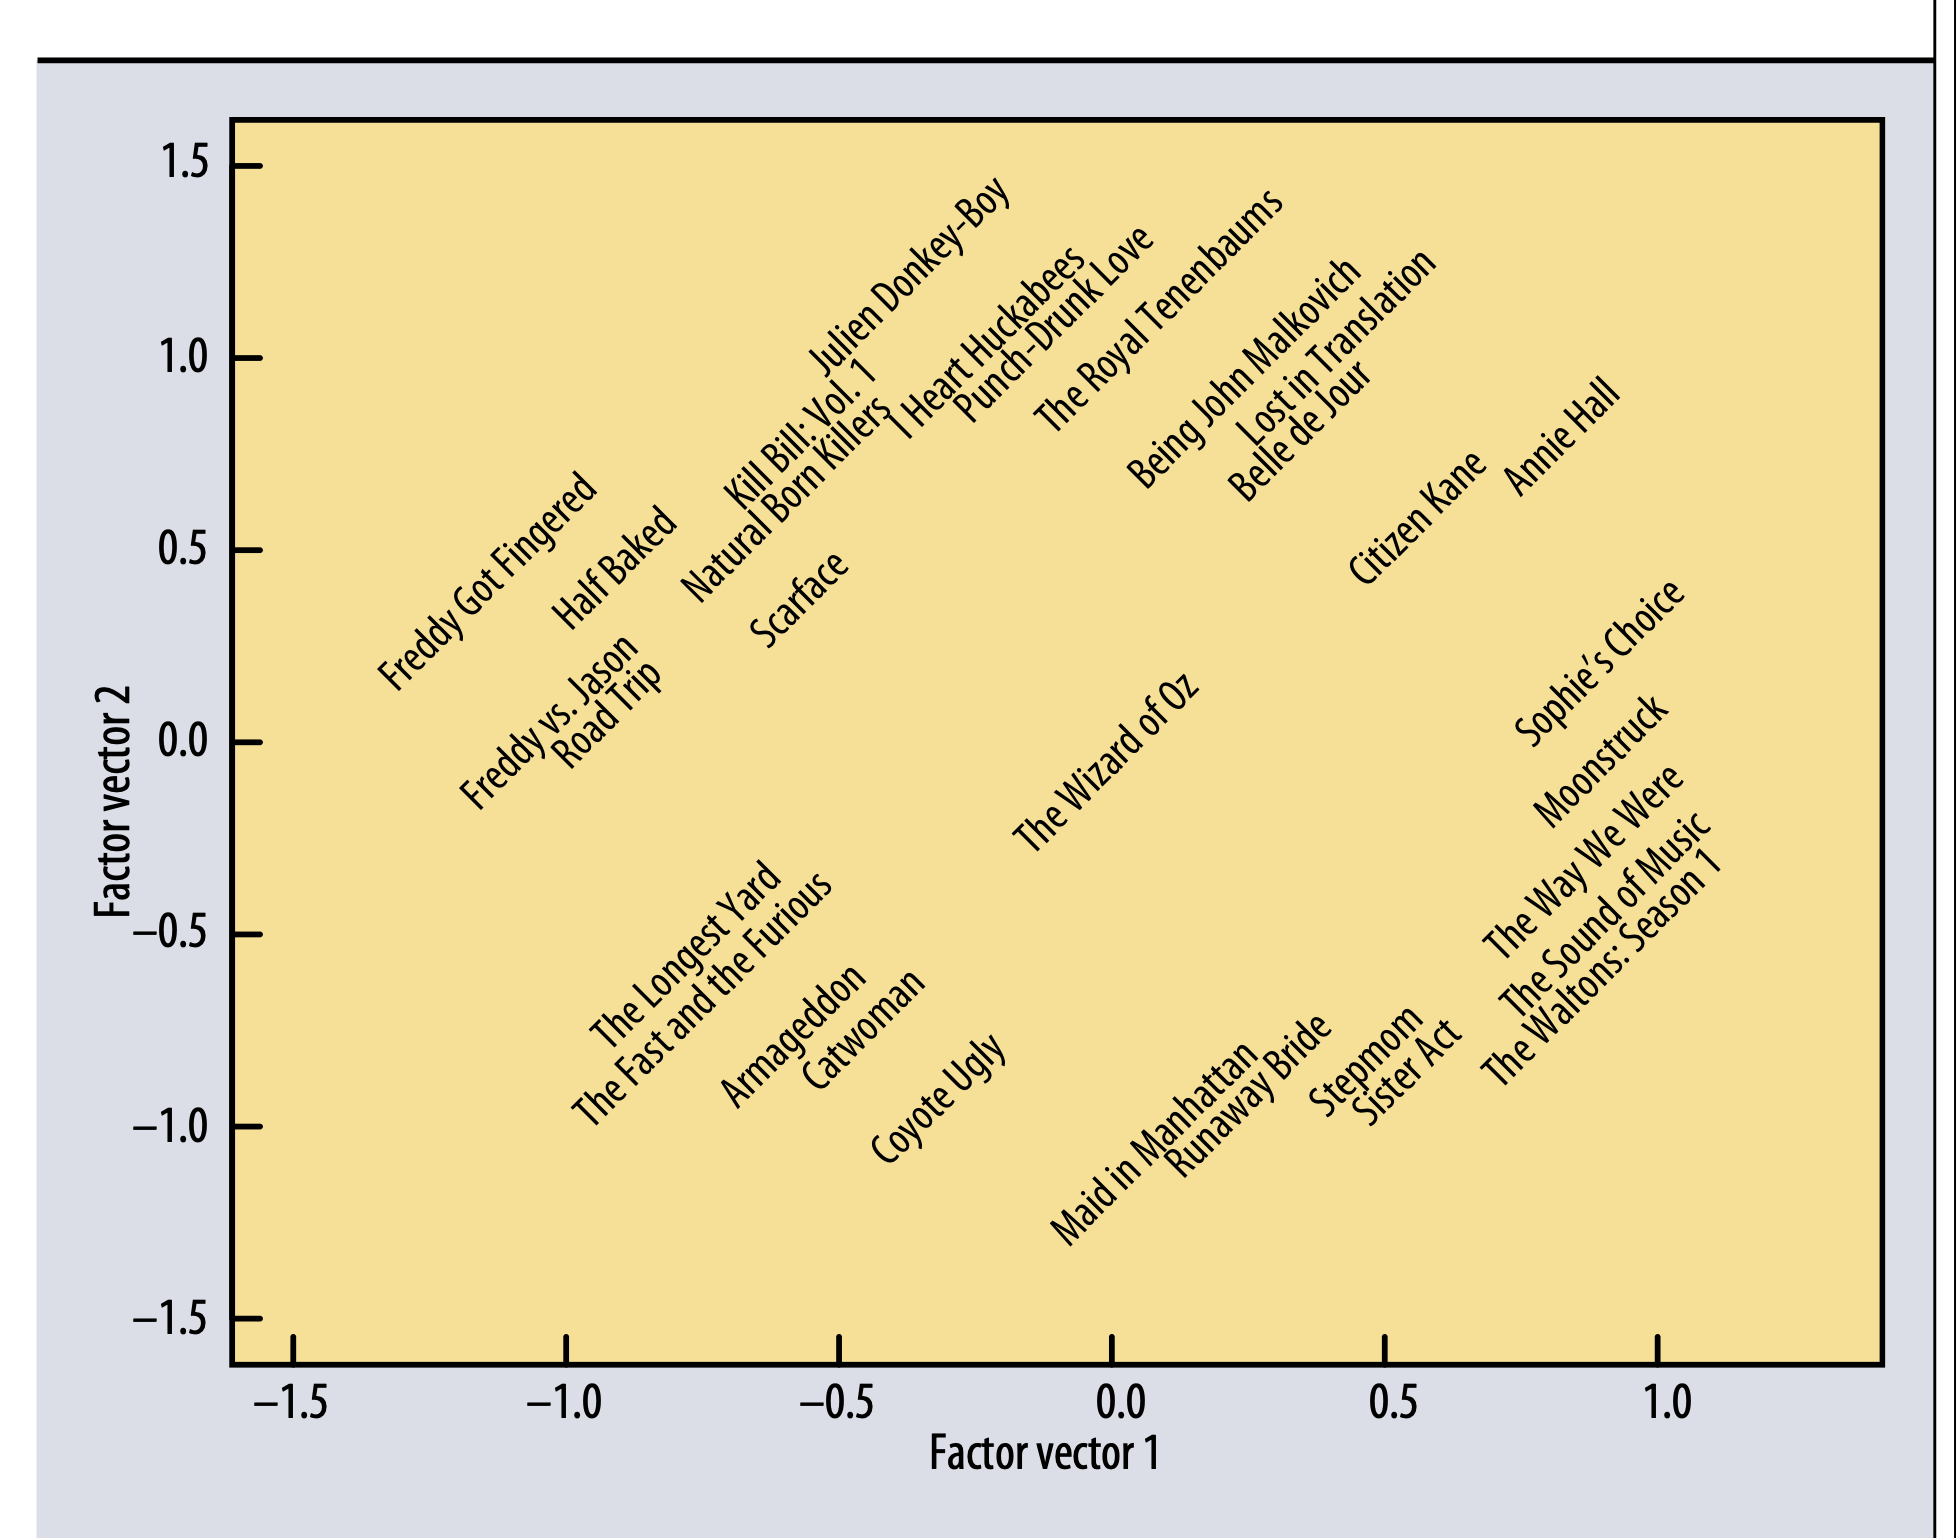 1.5
1.0
0.5
0.0
–0.5
–1.0
–1.5
Factor vector 2
Julien Donkey-Boy
I Heart Huckabees
Punch-Drunk Love
The Royal Tenenbaums
Being John Malkovich
Lost in Translation
Belle de Jour
Annie Hall
Citizen Kane
Kill Bill: Vol. 1
Natural Born Killers
Scarface
Freddy Got Fingered
Half Baked
Freddy vs. Jason
Road Trip
The Wizard of Oz
Sophie's Choice
Moonstruck
The Way We Were
The Sound of Music
The Waltons: Season 1
The Longest Yard
The Fast and the Furious
Armageddon
Catwoman
Coyote Ugly
Maid in Manhattan
Runaway Bride
Stepmom
Sister Act
–1.5
–1.0
–0.5
0.0
0.5
1.0
Factor vector 1